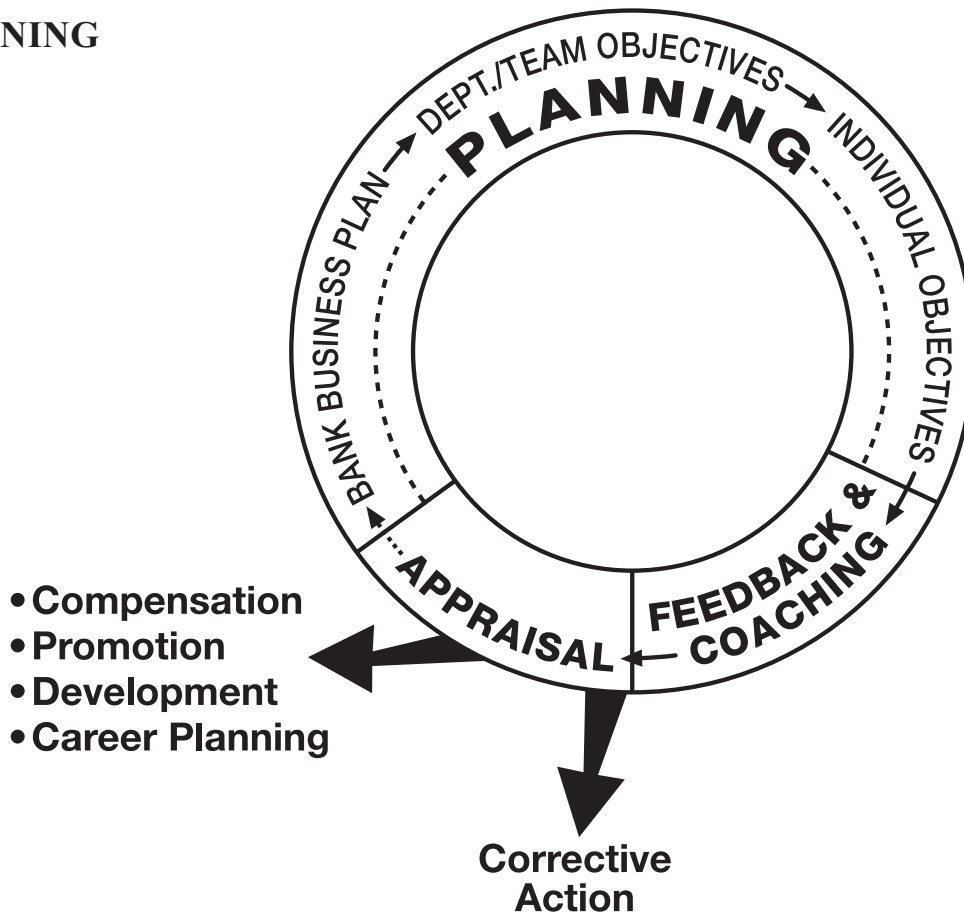 NING
BANK BUSINESS PLAN
DEPT./TEAM OBJECTIVES
INDIVIDUAL OBJECTIVES
PLANNING
FEEDBACK &
COACHING
APPRAISAL
• Compensation
• Promotion
• Development
• Career Planning
Corrective
Action